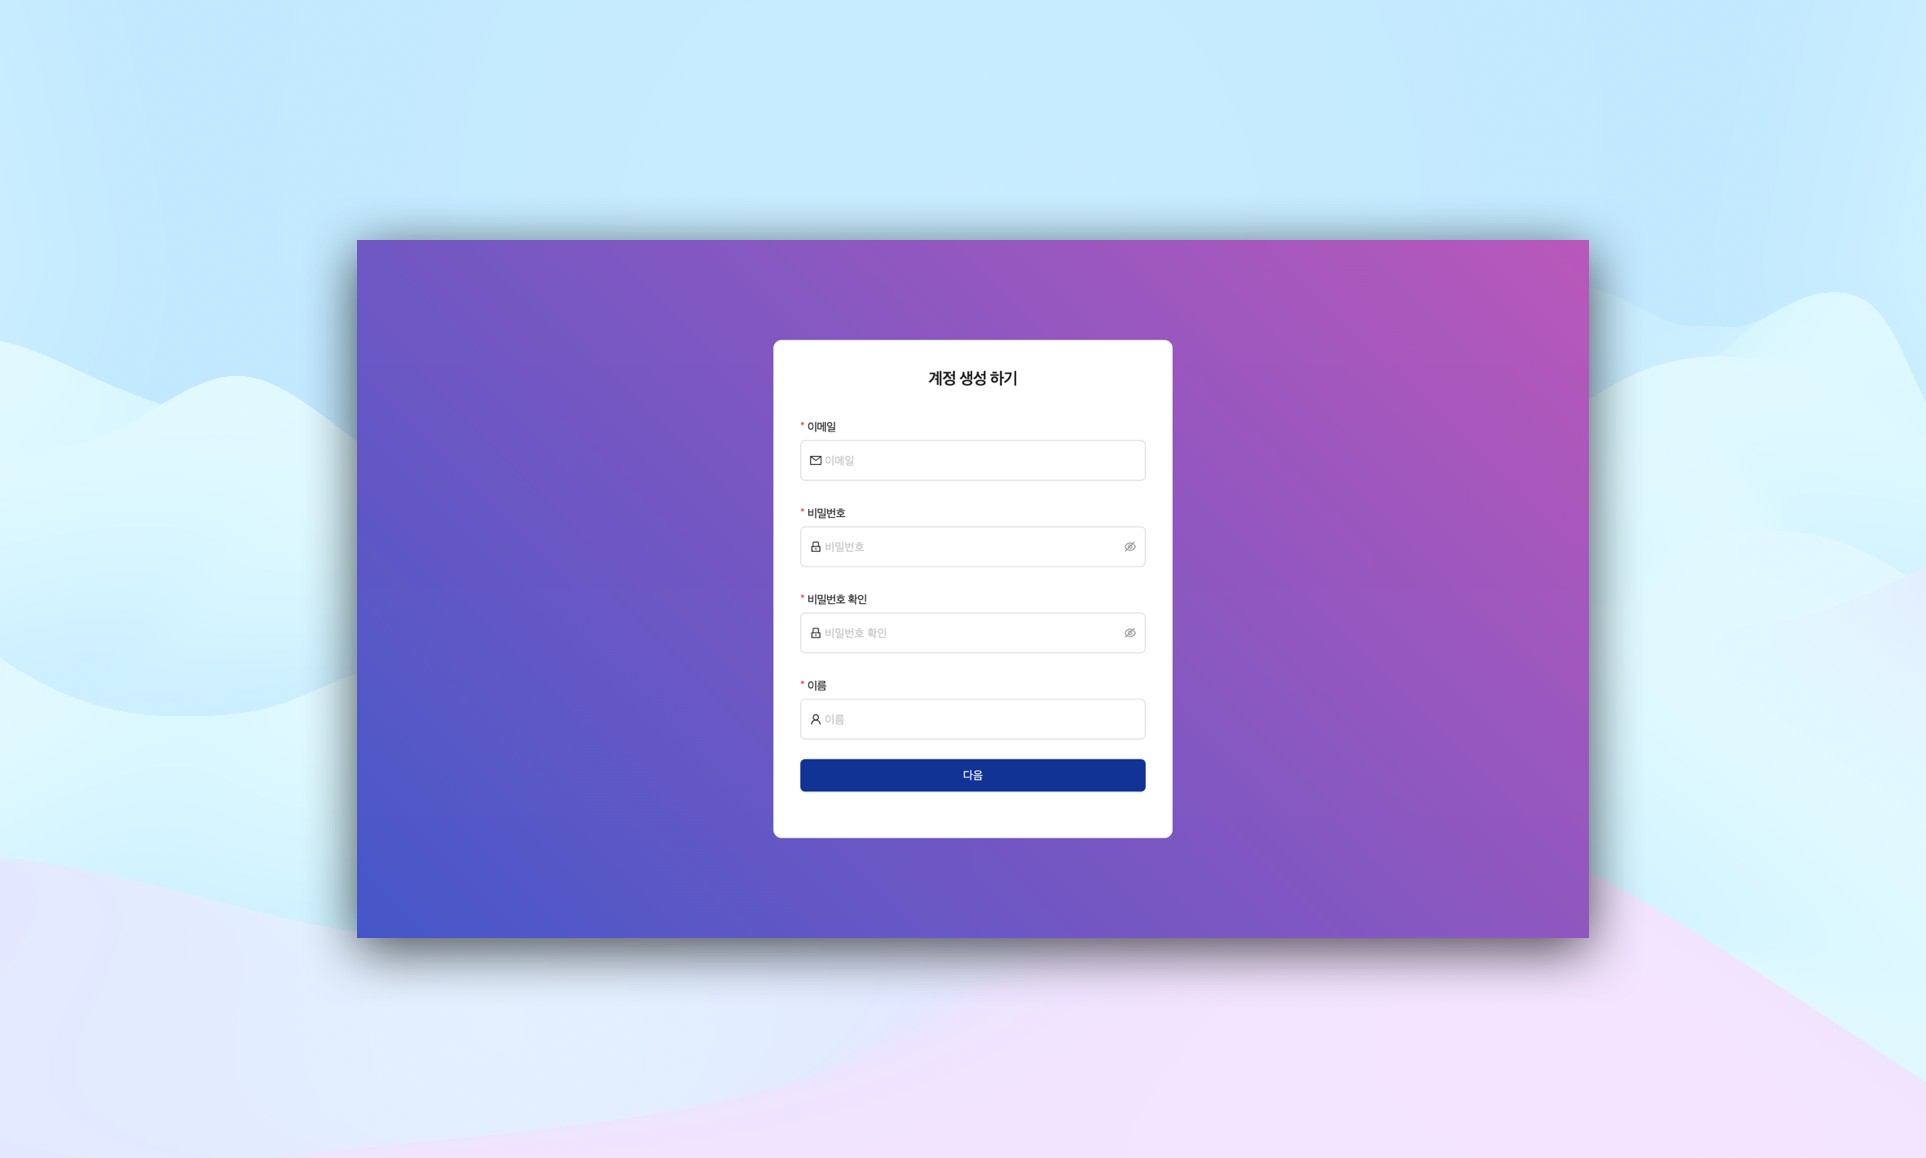 계정 생성 하기
* 이메일
이메일
* 비밀번호
비밀번호
* 비밀번호 확인
비밀번호 확인
* 이름
이름
다음